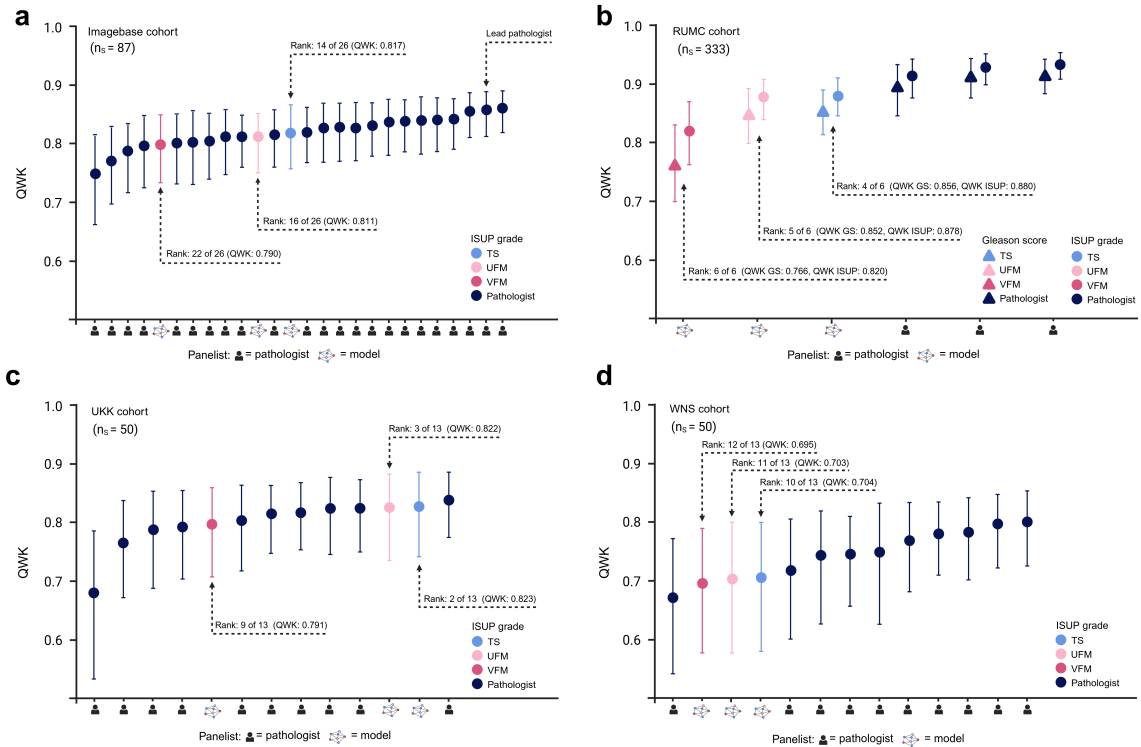 a
Imagebase cohort
(nS = 87)
QWK
1.0
0.9
0.8
0.7
0.6
Rank: 14 of 26 (QWK: 0.817)
Lead pathologist
Rank: 16 of 26 (QWK: 0.811)
Rank: 22 of 26 (QWK: 0.790)
ISUP grade
TS
UFM
VFM
Pathologist
Panelist: = pathologist = model
b
RUMC cohort
(nS = 333)
QWK
1.0
0.9
0.8
0.7
0.6
Rank: 4 of 6 (QWK GS: 0.856, QWK ISUP: 0.880)
Rank: 5 of 6 (QWK GS: 0.852, QWK ISUP: 0.878)
Rank: 6 of 6 (QWK GS: 0.766, QWK ISUP: 0.820)
Gleason score ISUP grade
TS TS
UFM UFM
VFM VFM
Pathologist Pathologist
Panelist: = pathologist = model
c
UKK cohort
(nS = 50)
QWK
1.0
0.9
0.8
0.7
0.6
Rank: 3 of 13 (QWK: 0.822)
Rank: 2 of 13 (QWK: 0.823)
Rank: 9 of 13 (QWK: 0.791)
ISUP grade
TS
UFM
VFM
Pathologist
Panelist: = pathologist = model
d
WNS cohort
(nS = 50)
QWK
1.0
0.9
0.8
0.7
0.6
Rank: 12 of 13 (QWK: 0.695)
Rank: 11 of 13 (QWK: 0.703)
Rank: 10 of 13 (QWK: 0.704)
ISUP grade
TS
UFM
VFM
Pathologist
Panelist: = pathologist = model